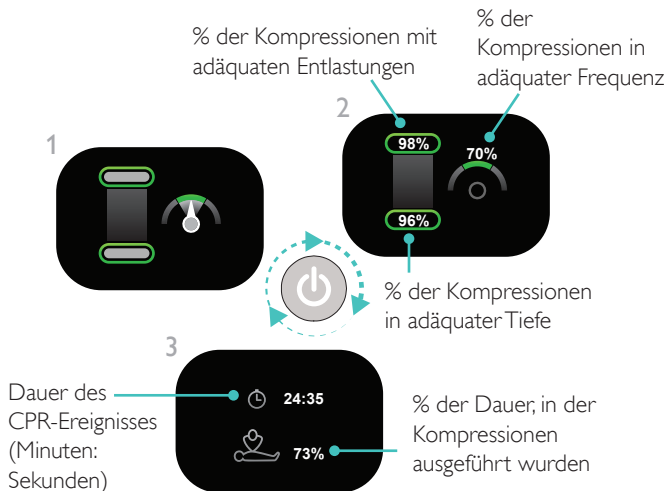 % der Kompressionen mit
adäquaten Entlastungen
% der
Kompressionen in
adäquater Frequenz
1
2
98%
70%
96%
% der Kompressionen
in adäquater Tiefe
3
Dauer des
CPR-Ereignisses
(Minuten:
Sekunden)
24:35
73%
% der Dauer, in der
Kompressionen
ausgeführt wurden